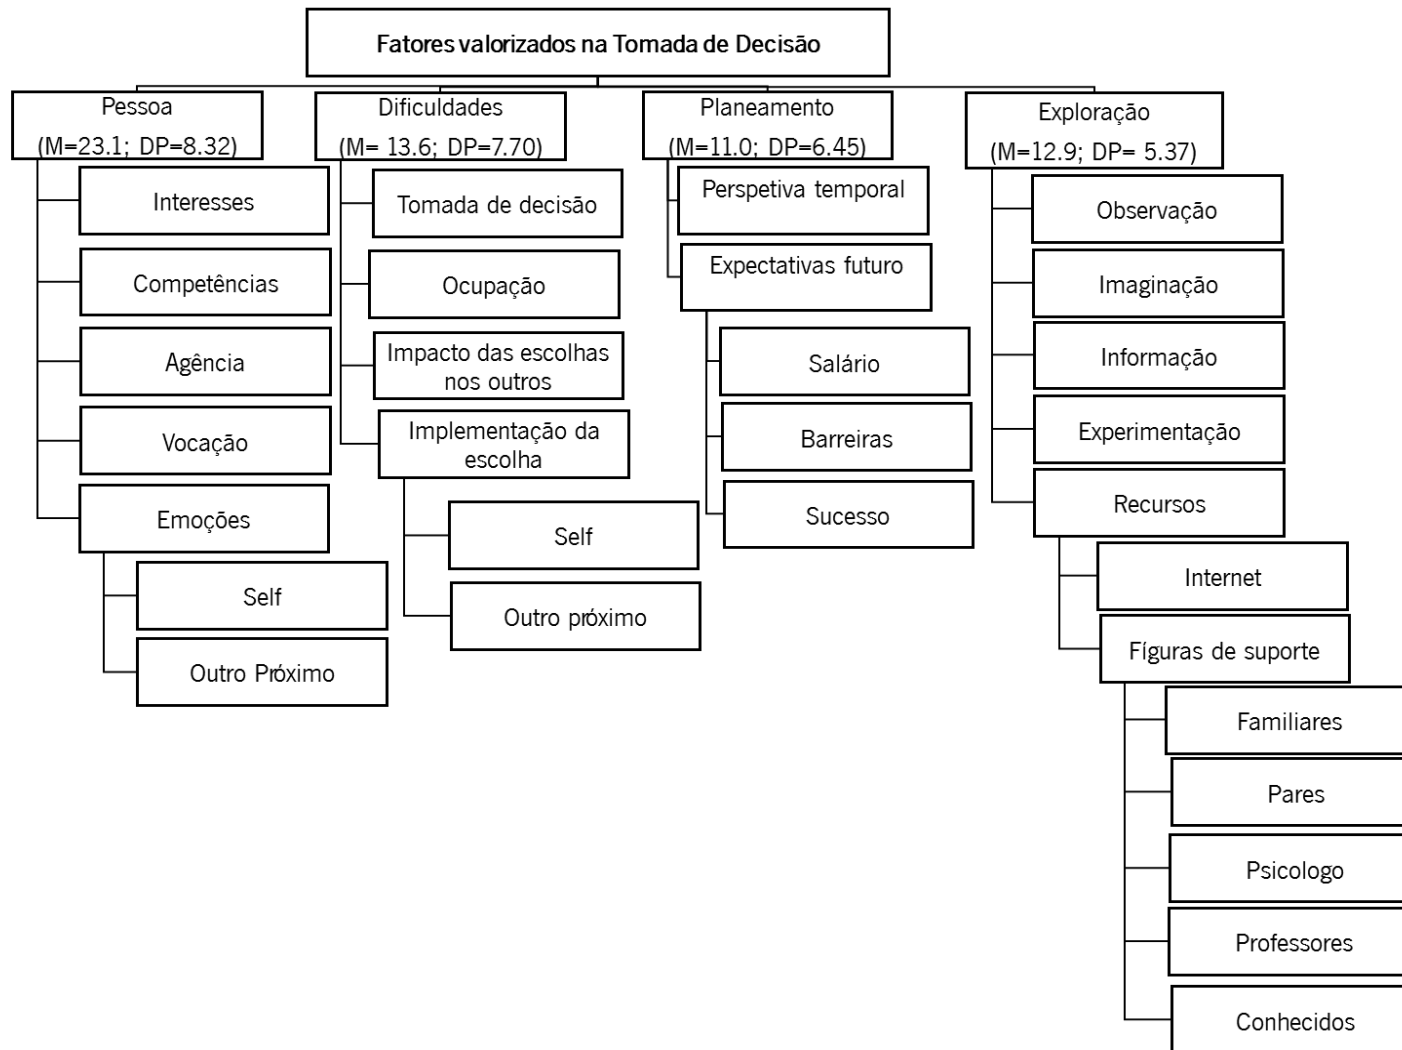 Fatores valorizados na Tomada de Decisão
Pessoa
(M=23.1; DP=8.32)
Interesses
Competências
Agência
Vocação
Emoções
Self
Outro Próximo
Dificuldades
(M= 13.6; DP=7.70)
Tomada de decisão
Ocupação
Impacto das escolhas
nos outros
Implementação da
escolha
Self
Outro próximo
Planeamento
(M=11.0; DP=6.45)
Perspetiva temporal
Expectativas futuro
Salário
Barreiras
Sucesso
Exploração
(M=12.9; DP= 5.37)
Observação
Imaginação
Informação
Experimentação
Recursos
Internet
Fíguras de suporte
Familiares
Pares
Psicologo
Professores
Conhecidos